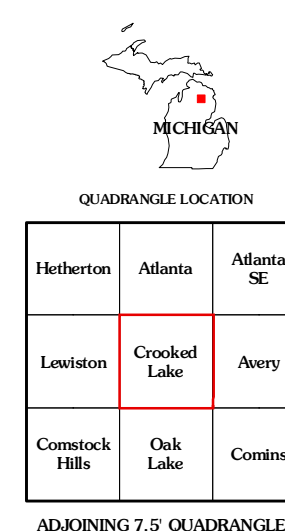 MICHIGAN
QUADRANGLE LOCATION
Hetherton
Atlanta
Atlanta
SE
Lewiston
Crooked
Lake
Avery
Comstock
Hills
Oak
Lake
Comins
ADJOINING 7.5' QUADRANGLE